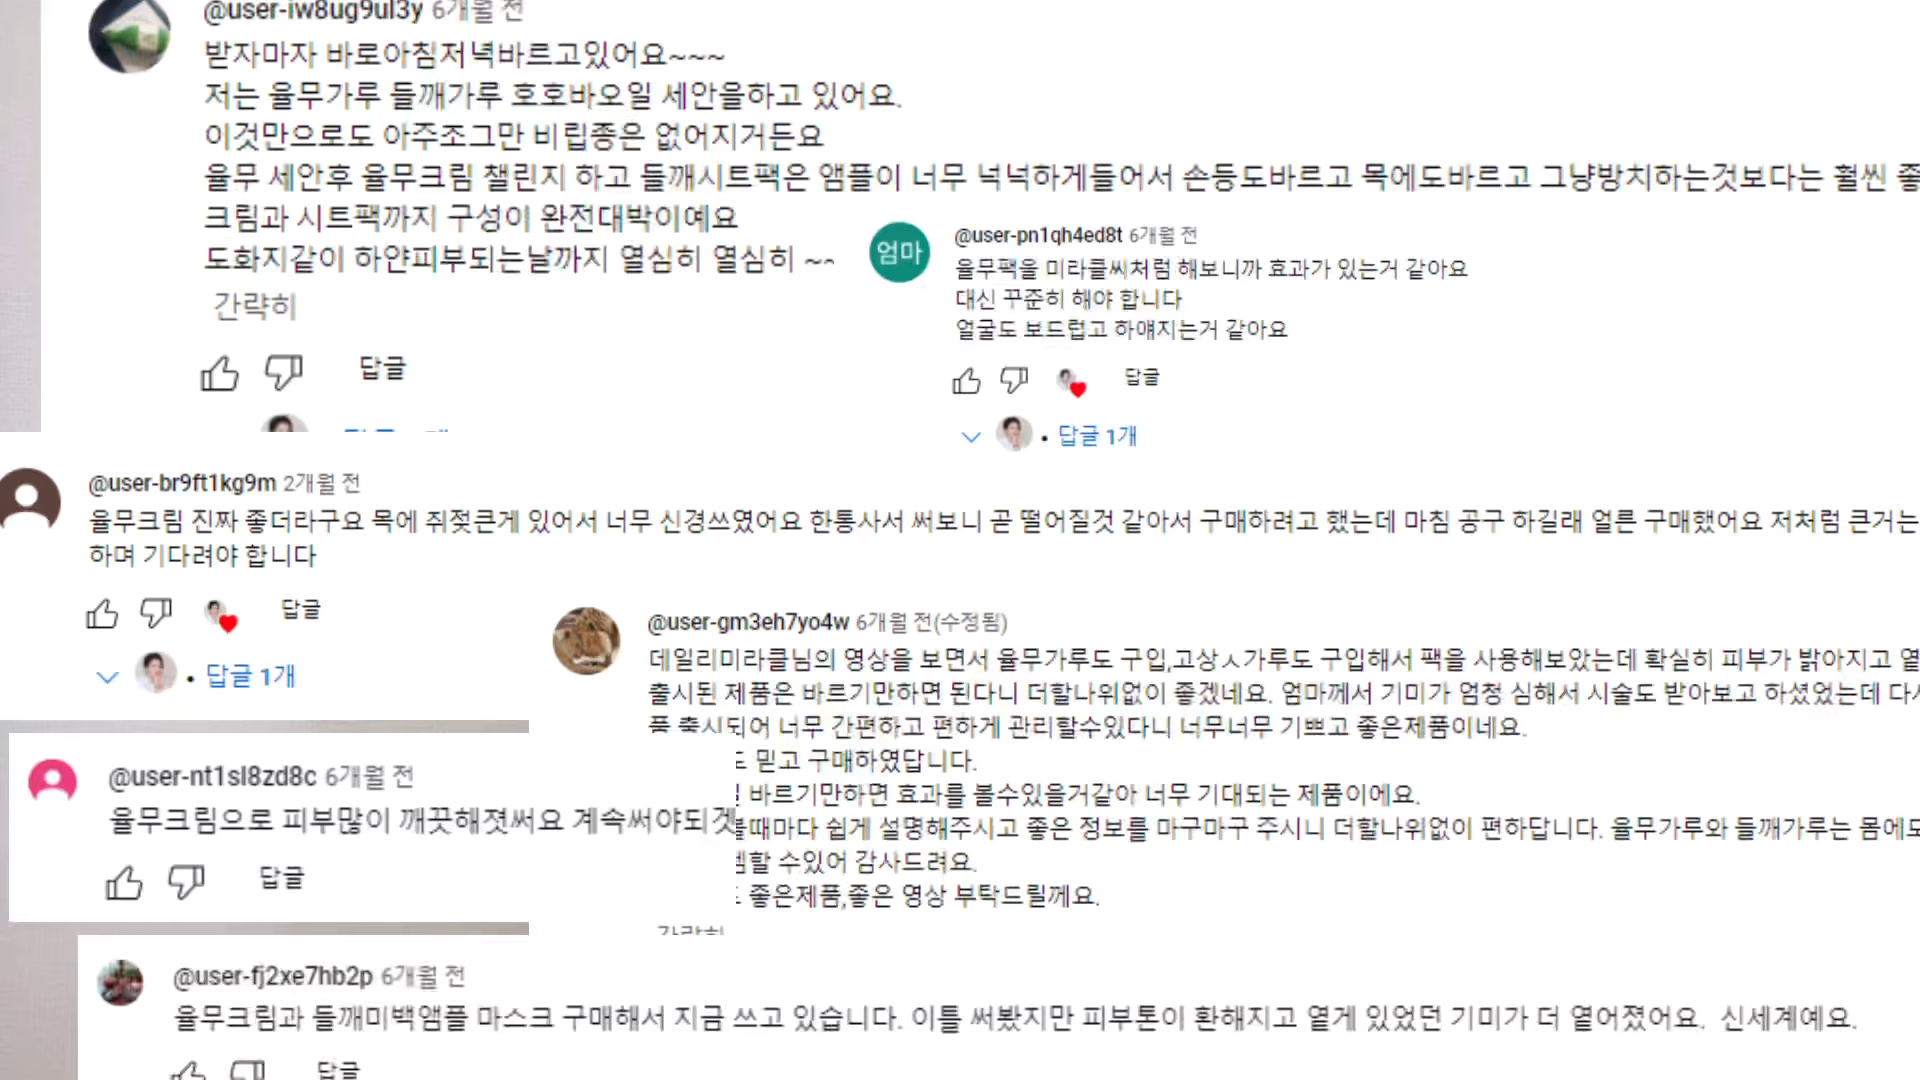 @user-iw8ug9ul3y 6개월 전
받자마자 바로아침저녁바르고있어요~~~
저는 율무가루 들깨가루 호호바오일 세안을하고 있어요.
이것만으로도 아주조그만 비립종은 없어지거든요
율무 세안후 율무크림 챌린지 하고 들깨시트팩은 앰플이 너무 넉넉하게들어서 손등도바르고 목에도바르고 그냥방치하는것보다는 훨씬 좋
크림과 시트팩까지 구성이 완전대박이예요
도화지같이 하얀피부되는날까지 열심히 열심히 ~~
간략히
답글
엄마
@user-pn1qh4ed8t 6개월 전
율무팩을 미라클씨처럼 해보니까 효과가 있는거 같아요
대신 꾸준히 해야 합니다
얼굴도 보드럽고 하얘지는거 같아요
답글
답글 1개
@user-br9ft1kg9m 2개월 전
율무크림 진짜 좋더라구요 목에 쥐젖큰게 있어서 너무 신경쓰였어요 한통사서 써보니 곧 떨어질것 같아서 구매하려고 했는데 마침 공구 하길래 얼른 구매했어요 저처럼 큰거는
하며 기다려야 합니다
답글
답글 1개
@user-gm3eh7yo4w 6개월 전(수정됨)
데일리미라클님의 영상을 보면서 율무가루도 구입,고상ㅅ가루도 구입해서 팩을 사용해보았는데 확실히 피부가 밝아지고 옅
출시된 제품은 바르기만하면 된다니 더할나위없이 좋겠네요. 엄마께서 기미가 엄청 심해서 시술도 받아보고 하셨었는데 다시
품 출시되어 너무 간편하고 편하게 관리할수있다니 너무너무 기쁘고 좋은제품이네요.
믿고 구매하였답니다.
바르기만하면 효과를 볼수있을거같아 너무 기대되는 제품이에요.
볼때마다 쉽게 설명해주시고 좋은 정보를 마구마구 주시니 더할나위없이 편하답니다. 율무가루와 들깨가루는 몸에도
수있어 감사드려요.
좋은제품,좋은 영상 부탁드릴께요.
간략히
@user-nt1sl8zd8c 6개월 전
율무크림으로 피부많이 깨끗해졋써요 계속써야되겟
답글
@user-fj2xe7hb2p 6개월 전
율무크림과 들깨미백앰플 마스크 구매해서 지금 쓰고 있습니다. 이틀 써봤지만 피부톤이 환해지고 옅게 있었던 기미가 더 옅어졌어요. 신세계예요.
답글